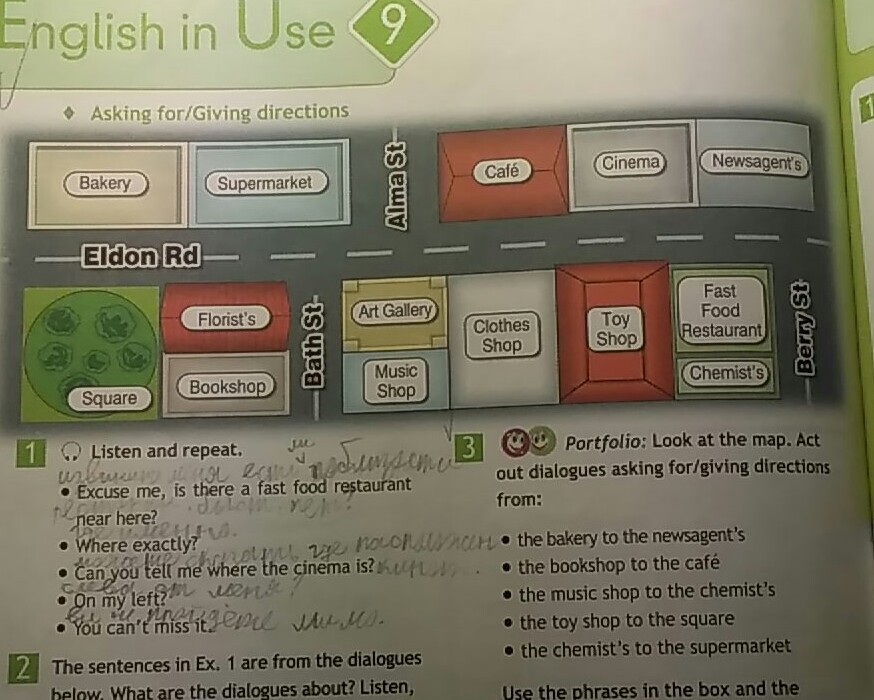 English in Use 9
❖ Asking for/Giving directions
Bakery
Supermarket
Alma St
Café
Cinema
Newsagent's
Eldon Rd
Square
Florist's
Bookshop
Bath St
Art Gallery
Music
Shop
Clothes
Shop
Toy
Shop
Fast
Food
Restaurant
Chemist's
Berry St
1 Listen and repeat.
• Excuse me, is there a fast food restaurant
near here?
• Where exactly?
• Can you tell me where the cinema is?
• On my left?
• You can't miss it.
2 The sentences in Ex. 1 are from the dialogues
below. What are the dialogues about? Listen,
3 Portfolio: Look at the map. Act
out dialogues asking for/giving directions
from:
• the bakery to the newsagent's
• the bookshop to the café
• the music shop to the chemist's
• the toy shop to the square
• the chemist's to the supermarket
Use the phrases in the box and the
1